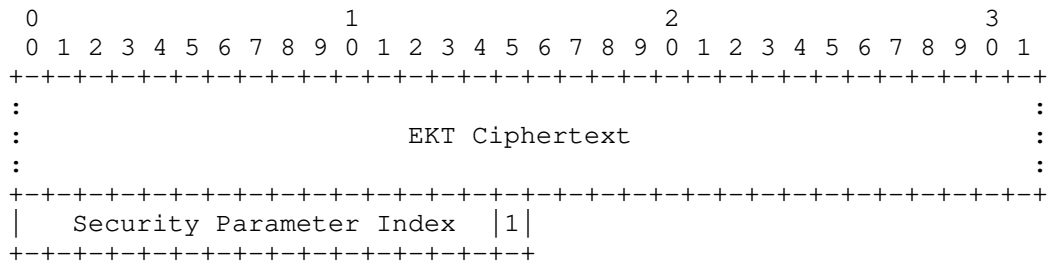 0                   1                   2                   3
 0 1 2 3 4 5 6 7 8 9 0 1 2 3 4 5 6 7 8 9 0 1 2 3 4 5 6 7 8 9 0 1
+-+-+-+-+-+-+-+-+-+-+-+-+-+-+-+-+-+-+-+-+-+-+-+-+-+-+-+-+-+-+-+-+
:                                                               :
:                        EKT Ciphertext                         :
:                                                               :
+-+-+-+-+-+-+-+-+-+-+-+-+-+-+-+-+-+-+-+-+-+-+-+-+-+-+-+-+-+-+-+-+
|   Security Parameter Index  |1|
+-+-+-+-+-+-+-+-+-+-+-+-+-+-+-+-+